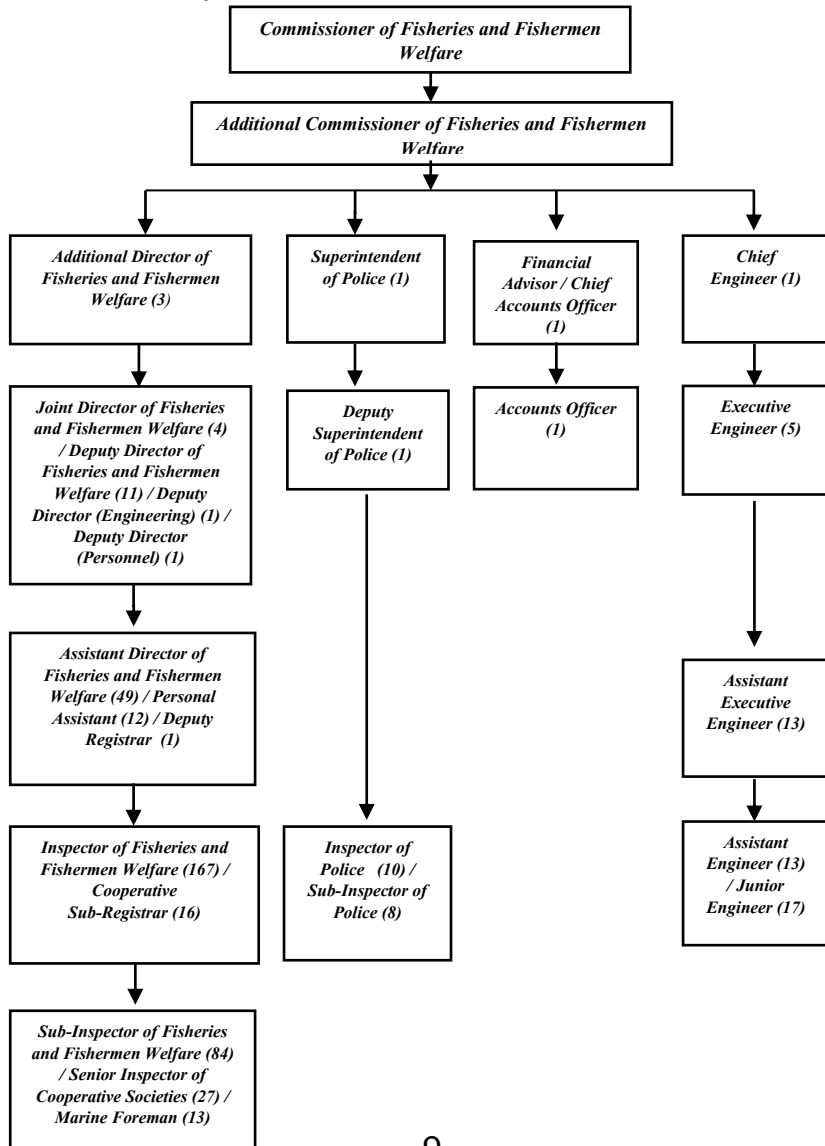 Commissioner of Fisheries and Fishermen
Welfare
Additional Commissioner of Fisheries and Fishermen
Welfare
Additional Director of
Fisheries and Fishermen
Welfare (3)
Superintendent
of Police (1)
Financial
Advisor / Chief
Accounts Officer
(1)
Chief
Engineer (1)
Joint Director of Fisheries
and Fishermen Welfare (4)
/ Deputy Director of
Fisheries and Fishermen
Welfare (11) / Deputy
Director (Engineering) (1) /
Deputy Director
(Personnel) (1)
Deputy
Superintendent
of Police (1)
Accounts Officer
(1)
Executive
Engineer (5)
Assistant Director of
Fisheries and Fishermen
Welfare (49) / Personal
Assistant (12) / Deputy
Registrar (1)
Assistant
Executive
Engineer (13)
Inspector of Fisheries and
Fishermen Welfare (167) /
Cooperative
Sub-Registrar (16)
Inspector of
Police (10) /
Sub-Inspector of
Police (8)
Assistant
Engineer (13)
/ Junior
Engineer (17)
Sub-Inspector of Fisheries
and Fishermen Welfare (84)
/ Senior Inspector of
Cooperative Societies (27) /
Marine Foreman (13)